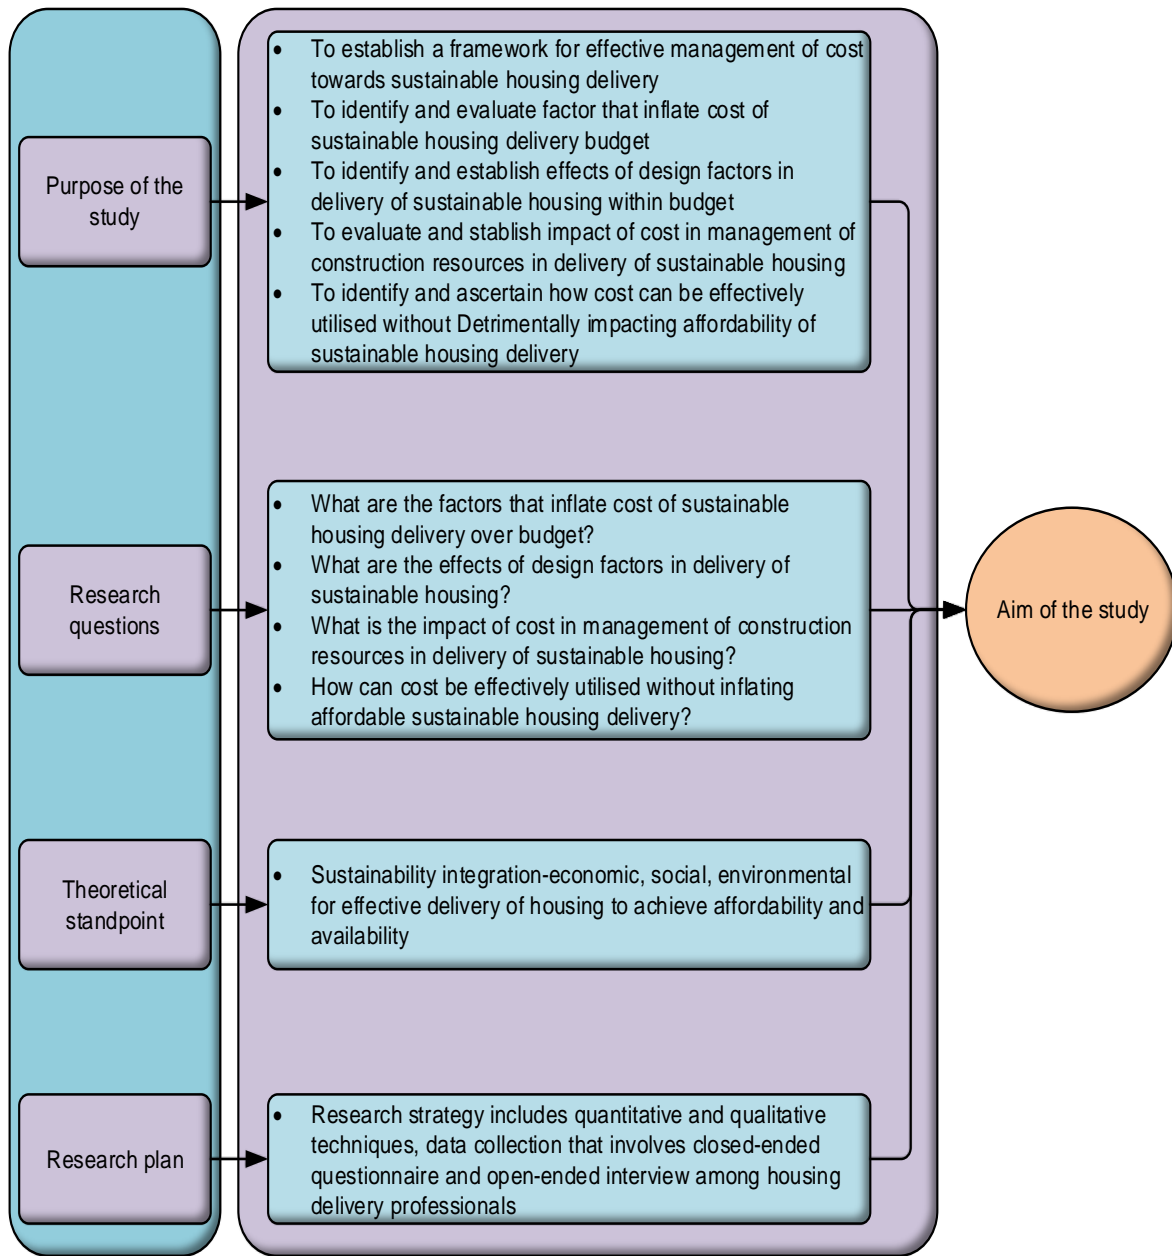 Purpose of the
study
• To establish a framework for effective management of cost
towards sustainable housing delivery
• To identify and evaluate factor that inflate cost of
sustainable housing delivery budget
• To identify and establish effects of design factors in
delivery of sustainable housing within budget
• To evaluate and stablish impact of cost in management of
construction resources in delivery of sustainable housing
• To identify and ascertain how cost can be effectively
utilised without Detrimentally impacting affordability of
sustainable housing delivery
Research
questions
• What are the factors that inflate cost of sustainable
housing delivery over budget?
• What are the effects of design factors in delivery of
sustainable housing?
• What is the impact of cost in management of construction
resources in delivery of sustainable housing?
• How can cost be effectively utilised without inflating
affordable sustainable housing delivery?
Aim of the study
Theoretical
standpoint
• Sustainability integration-economic, social, environmental
for effective delivery of housing to achieve affordability and
availability
Research plan
• Research strategy includes quantitative and qualitative
techniques, data collection that involves closed-ended
questionnaire and open-ended interview among housing
delivery professionals